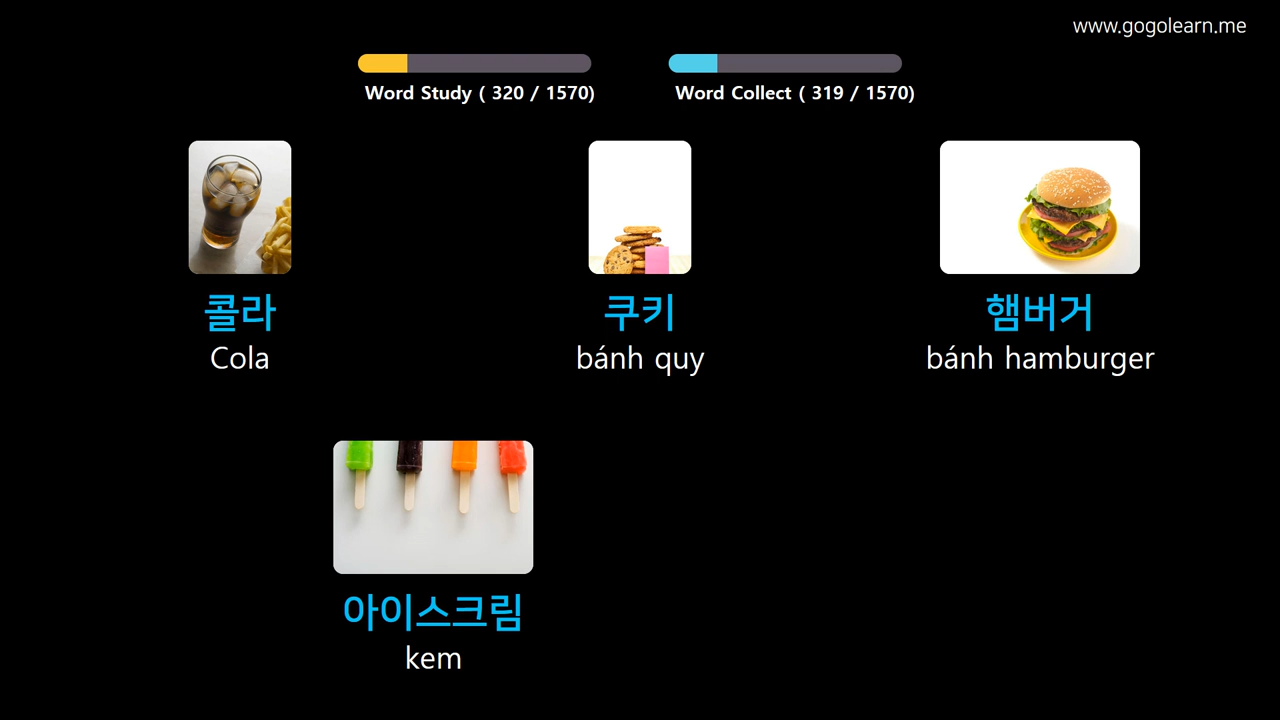 www.gogolearn.me
Word Study ( 320 / 1570)
Word Collect ( 319 / 1570)
콜라
Cola
쿠키
bánh quy
햄버거
bánh hamburger
아이스크림
kem